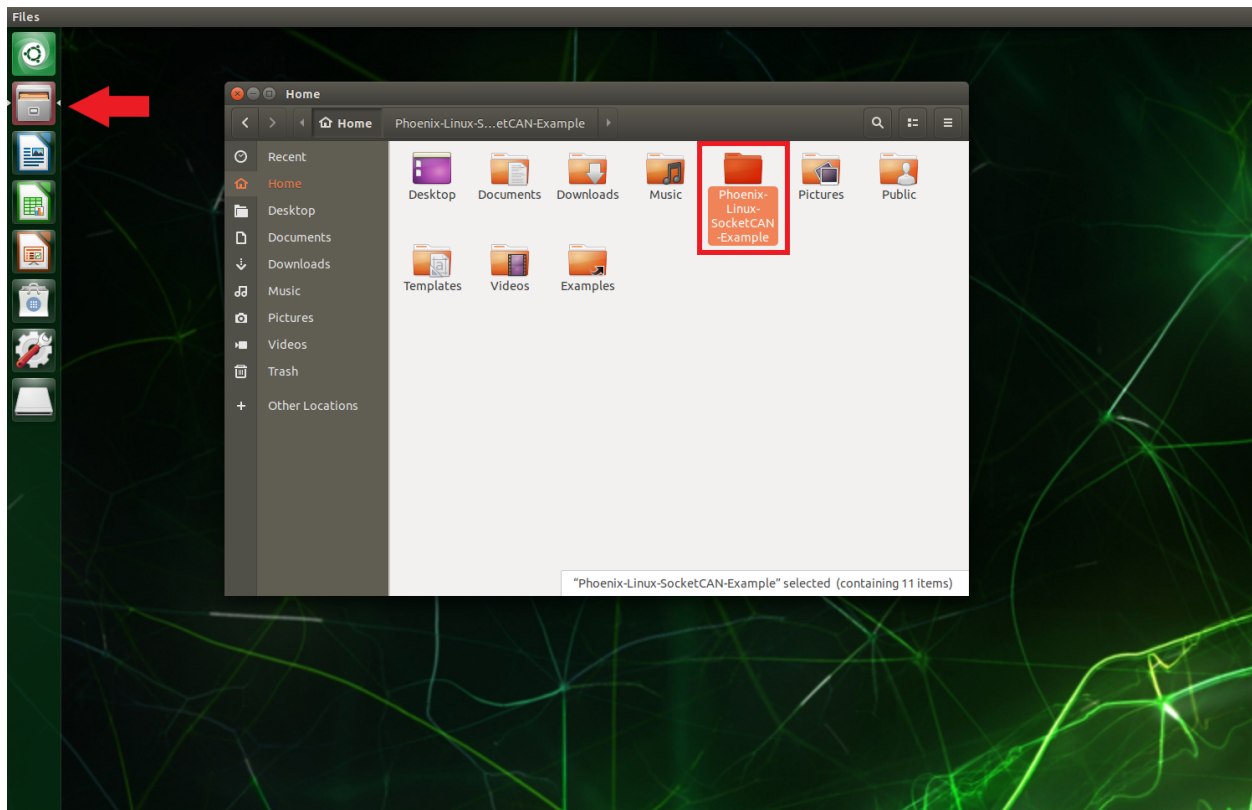 Files
Home
Home
Phoenix-Linux-S...etCAN-Example
Recent
Home
Desktop
Documents
Downloads
Music
Pictures
Videos
Trash
Other Locations
Desktop
Documents
Downloads
Music
Phoenix-
Linux-
SocketCAN
-Example
Pictures
Public
Templates
Videos
Examples
"Phoenix-Linux-SocketCAN-Example" selected (containing 11 items)